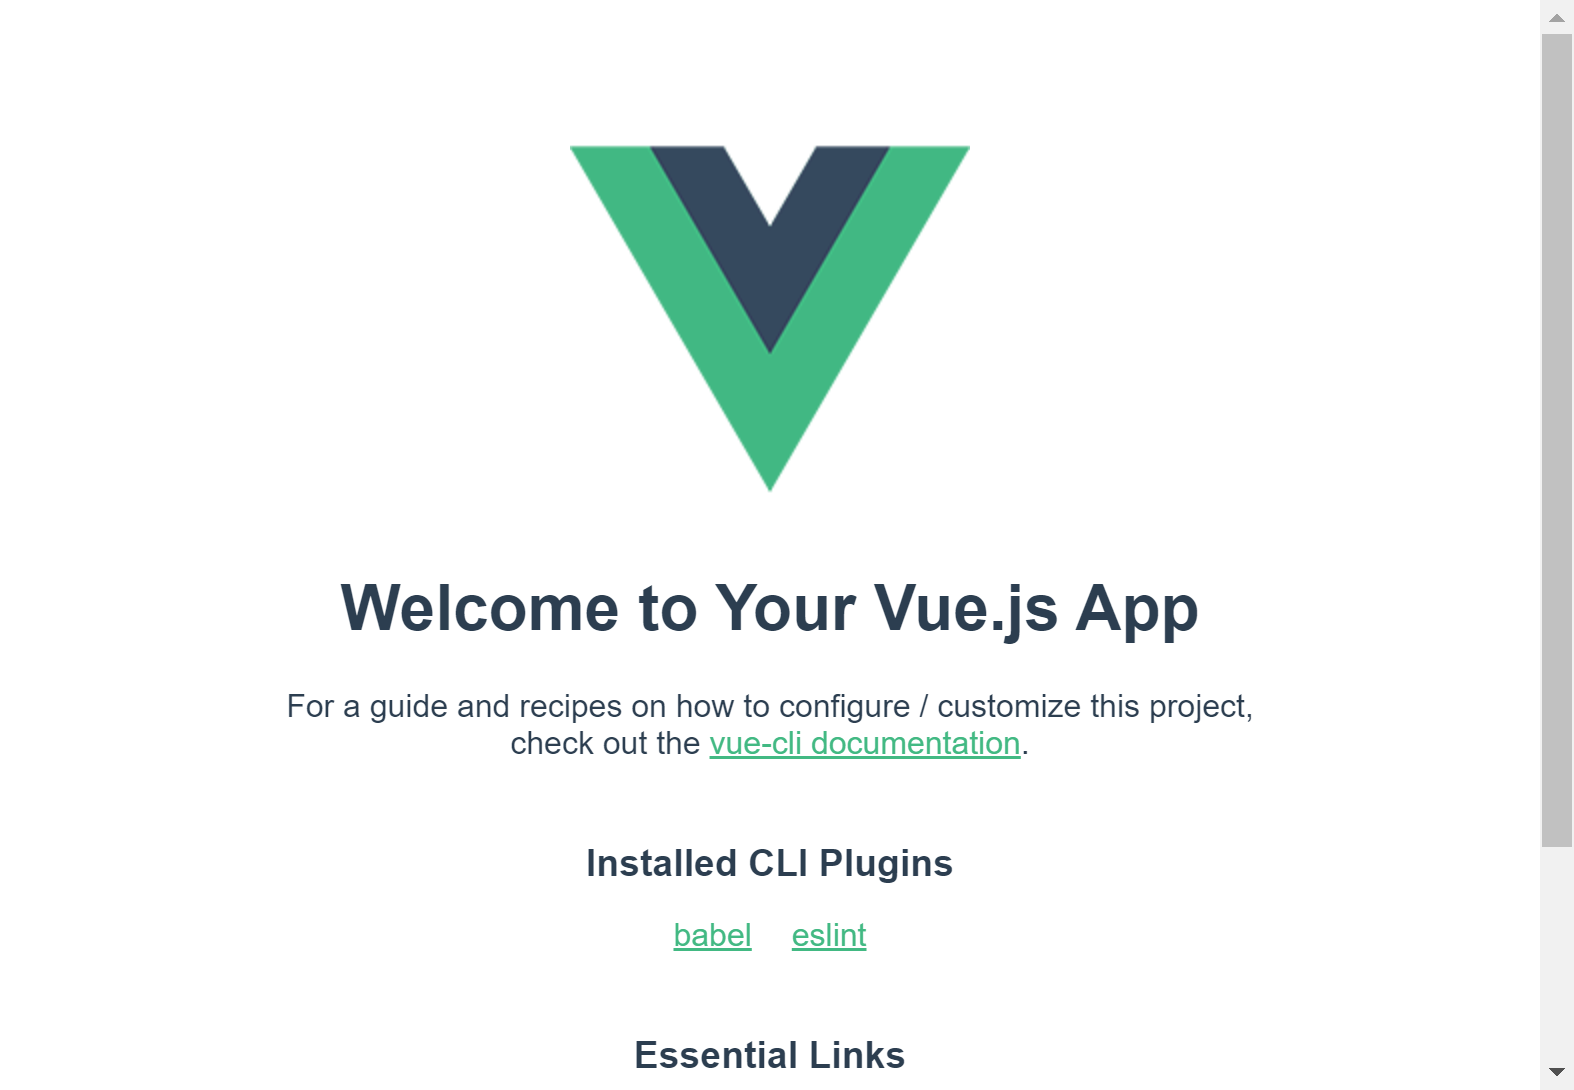 Welcome to Your Vue.js App
For a guide and recipes on how to configure / customize this project,
check out the vue-cli documentation.
Installed CLI Plugins
babel eslint
Essential Links